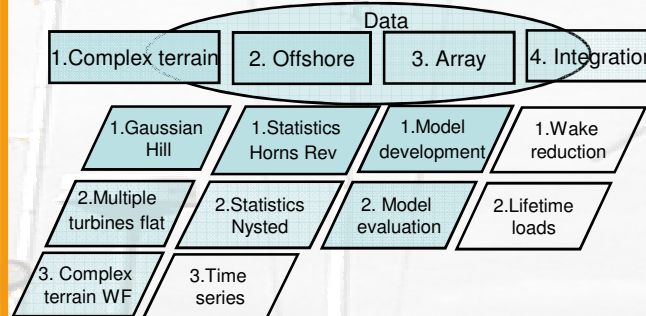 Data
1.Complex terrain
2. Offshore
3. Array
4. Integration
1.Gaussian
Hill
1.Statistics
Horns Rev
1.Model
development
1.Wake
reduction
2.Multiple
turbines flat
2.Statistics
Nysted
2. Model
evaluation
2.Lifetime
loads
3. Complex
terrain WF
3.Time
series